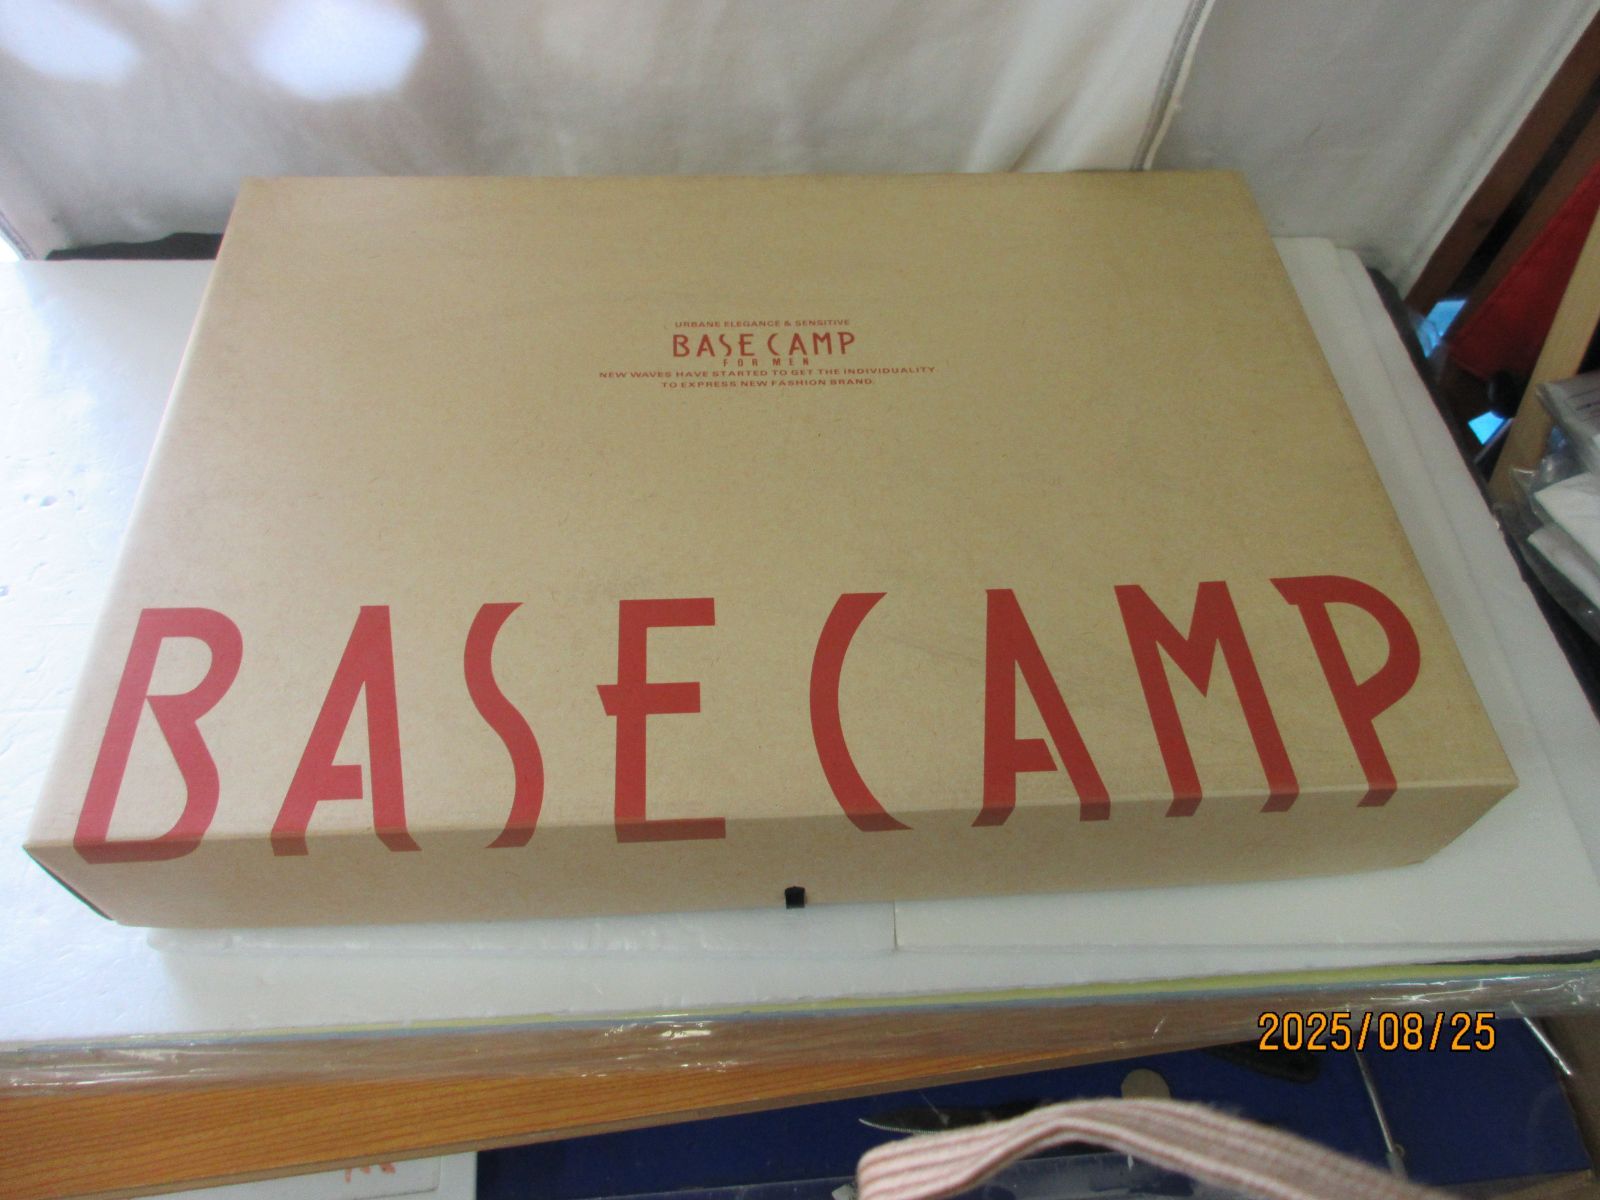 URBANE ELEGANCE & SENSITIVE
BASE CAMP
FOR MEN
NEW WAVES HAVE STARTED TO GET THE INDIVIDUALITY
TO EXPRESS NEW FASHION BRAND.
BASE CAMP
2025/08/25